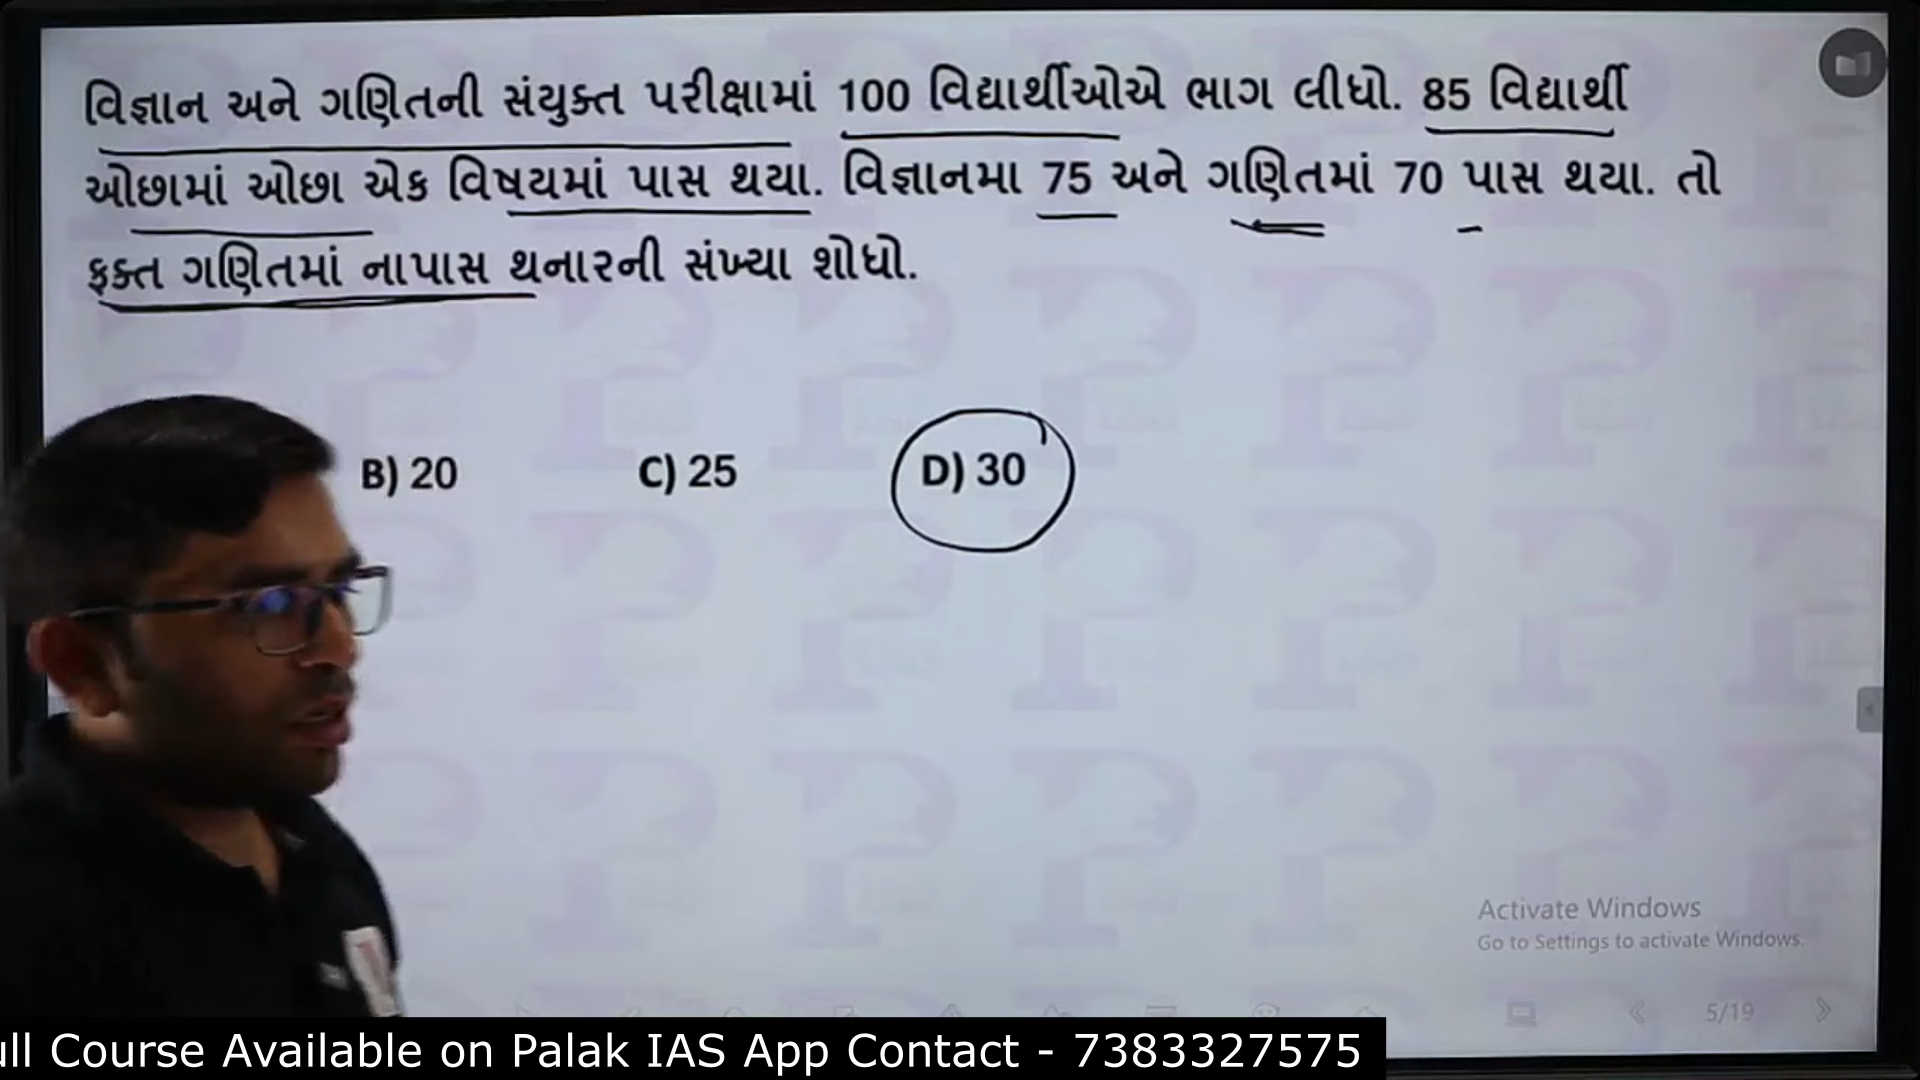 વિજ્ઞાન અને ગણિતની સંયુક્ત પરીક્ષામાં 100 વિદ્યાર્થીઓએ ભાગ લીધો. 85 વિદ્યાર્થી
ઓછામાં ઓછા એક વિષયમાં પાસ થયા. વિજ્ઞાનમા 75 અને ગણિતમાં 70 પાસ થયા. તો
ફક્ત ગણિતમાં નાપાસ થનારની સંખ્યા શોધો.
B) 20 C) 25 D) 30
Activate Windows
Go to Settings to activate Windows.
5/19
Course Available on Palak IAS App Contact - 7383327575